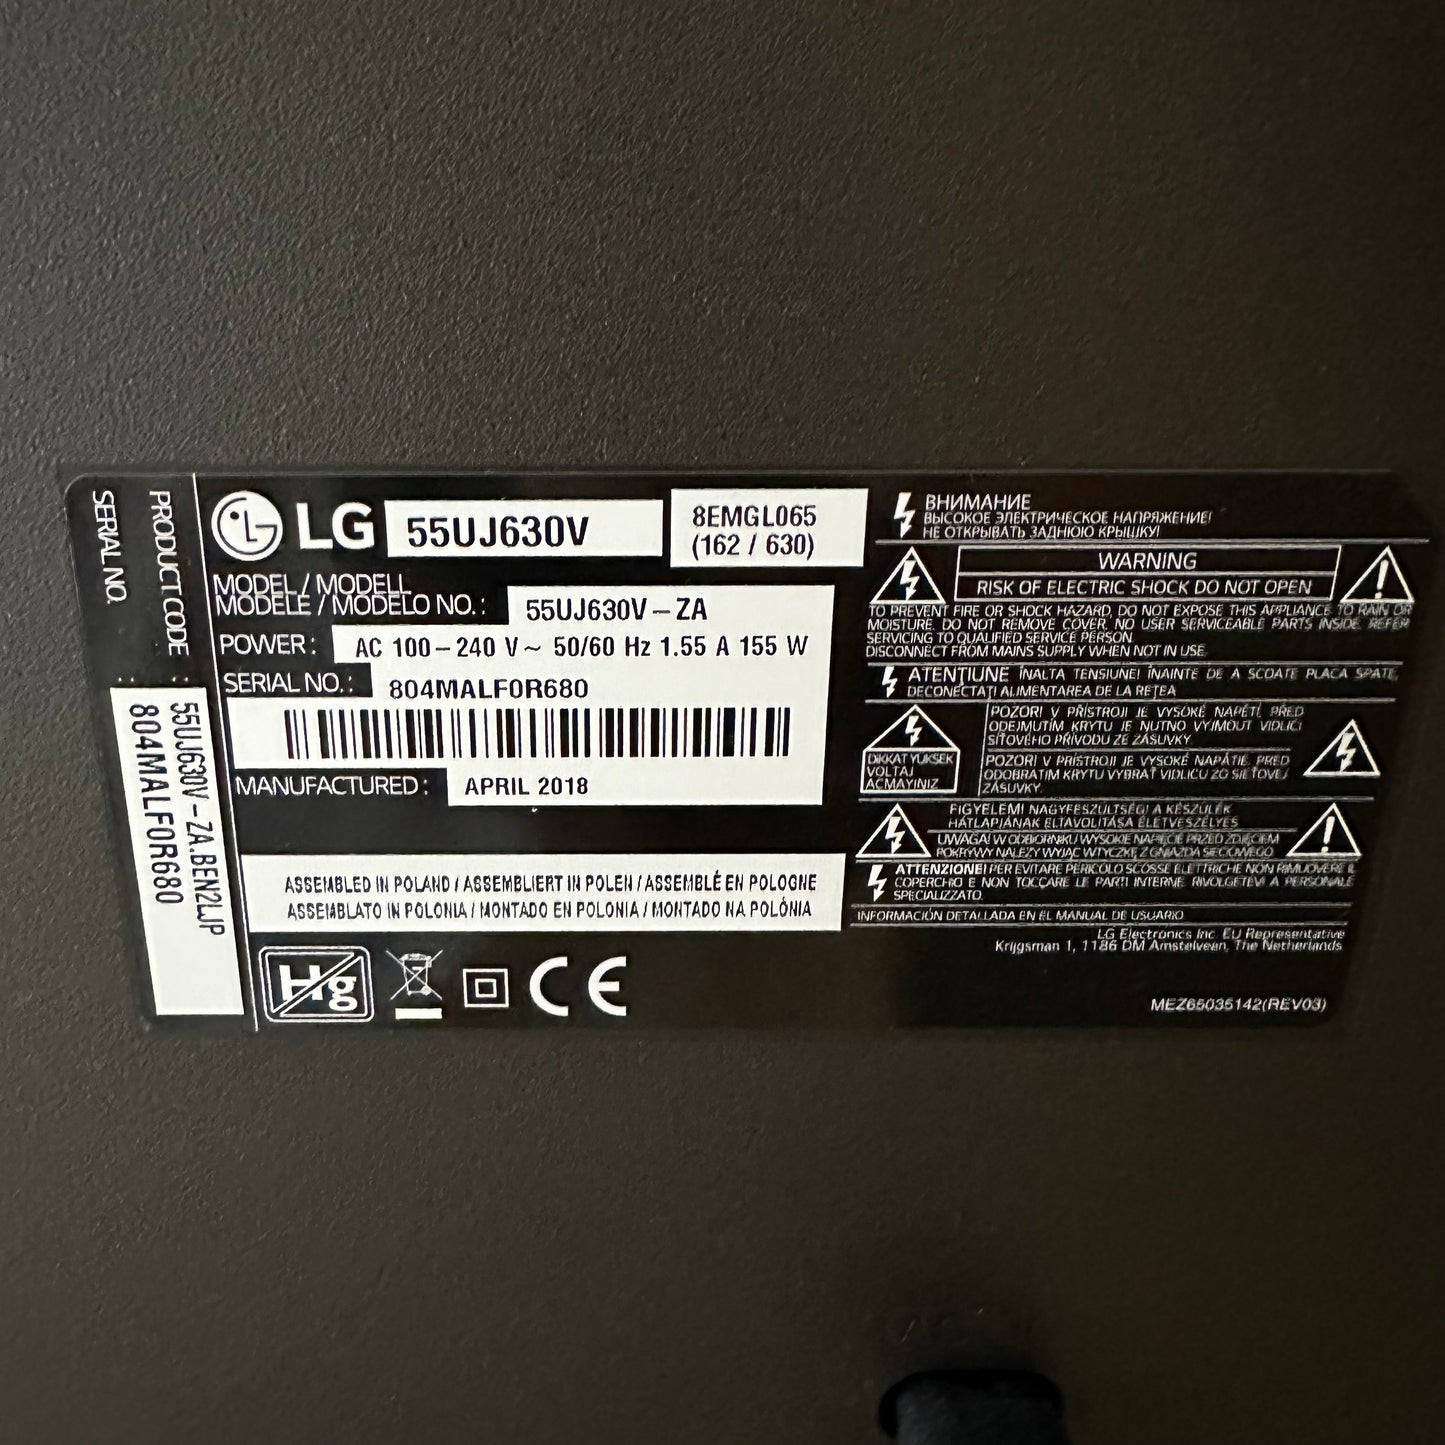 SERIAL NO. : 804MALF0R680
PRODUCT CODE : 55UJ630V-ZA.BEN2LJP
LG 55UJ630V
8EMGL065
(162 / 630)
MODEL / MODELL
MODÈLE / MODELO NO. : 55UJ630V-ZA
POWER : AC 100-240 V~ 50/60 Hz 1.55 A 155 W
SERIAL NO. : 804MALF0R680
MANUFACTURED : APRIL 2018
ASSEMBLED IN POLAND / ASSEMBLIERT IN POLEN / ASSEMBLÉ EN POLOGNE
ASSEMBLATO IN POLONIA / MONTADO EN POLONIA / MONTADO NA POLÓNIA
Hg
CE
ВНИМАНИЕ
ВЫСОКОЕ ЭЛЕКТРИЧЕСКОЕ НАПРЯЖЕНИЕ!
НЕ ОТКРЫВАТЬ ЗАДНЮЮ КРЫШКУ!
WARNING
RISK OF ELECTRIC SHOCK DO NOT OPEN
TO PREVENT FIRE OR SHOCK HAZARD, DO NOT EXPOSE THIS APPLIANCE TO RAIN OR
MOISTURE. DO NOT REMOVE COVER. NO USER SERVICEABLE PARTS INSIDE. REFER
SERVICING TO QUALIFIED SERVICE PERSON.
DISCONNECT FROM MAINS SUPPLY WHEN NOT IN USE.
ATENŢIUNE ÎNALTA TENSIUNE! ÎNAINTE DE A SCOATE PLACA SPATE,
DECONECTAŢI ALIMENTAREA DE LA REŢEA
DIKKAT YUKSEK
VOLTAJ
AÇMAYINIZ
POZOR! V PŘÍSTROJI JE VYSOKÉ NAPĚTÍ. PŘED
ODEJMUTÍM KRYTU JE NUTNO VYJMOUT VIDLICI
SÍŤOVÉHO PŘÍVODU ZE ZÁSUVKY.
POZOR! V PRÍSTROJI JE VYSOKÉ NAPÄTIE. PRED
ODOBRATÍM KRYTU VYBRAŤ VIDLICU ZO SIEŤOVEJ
ZÁSUVKY.
FIGYELEM! NAGYFESZÜLTSÉG! A KÉSZÜLÉK
HÁTLAPJÁNAK ELTÁVOLÍTÁSA ÉLETVESZÉLYES
UWAGA! W ODBIORNIKU WYSOKIE NAPIĘCIE PRZED ZDJĘCIEM
POKRYWY NALEŻY WYJĄĆ WTYCZKĘ Z GNIAZDA SIECIOWEGO
ATTENZIONE! PER EVITARE PERICOLO SCOSSE ELETTRICHE NON RIMUOVERE IL
COPERCHIO E NON TOCCARE LE PARTI INTERNE. RIVOLGETEVI A PERSONALE
SPECIALIZZATO.
INFORMACIÓN DETALLADA EN EL MANUAL DE USUARIO
LG Electronics Inc. EU Representative
Krijgsman 1, 1186 DM Amstelveen, The Netherlands
MEZ65035142(REV03)